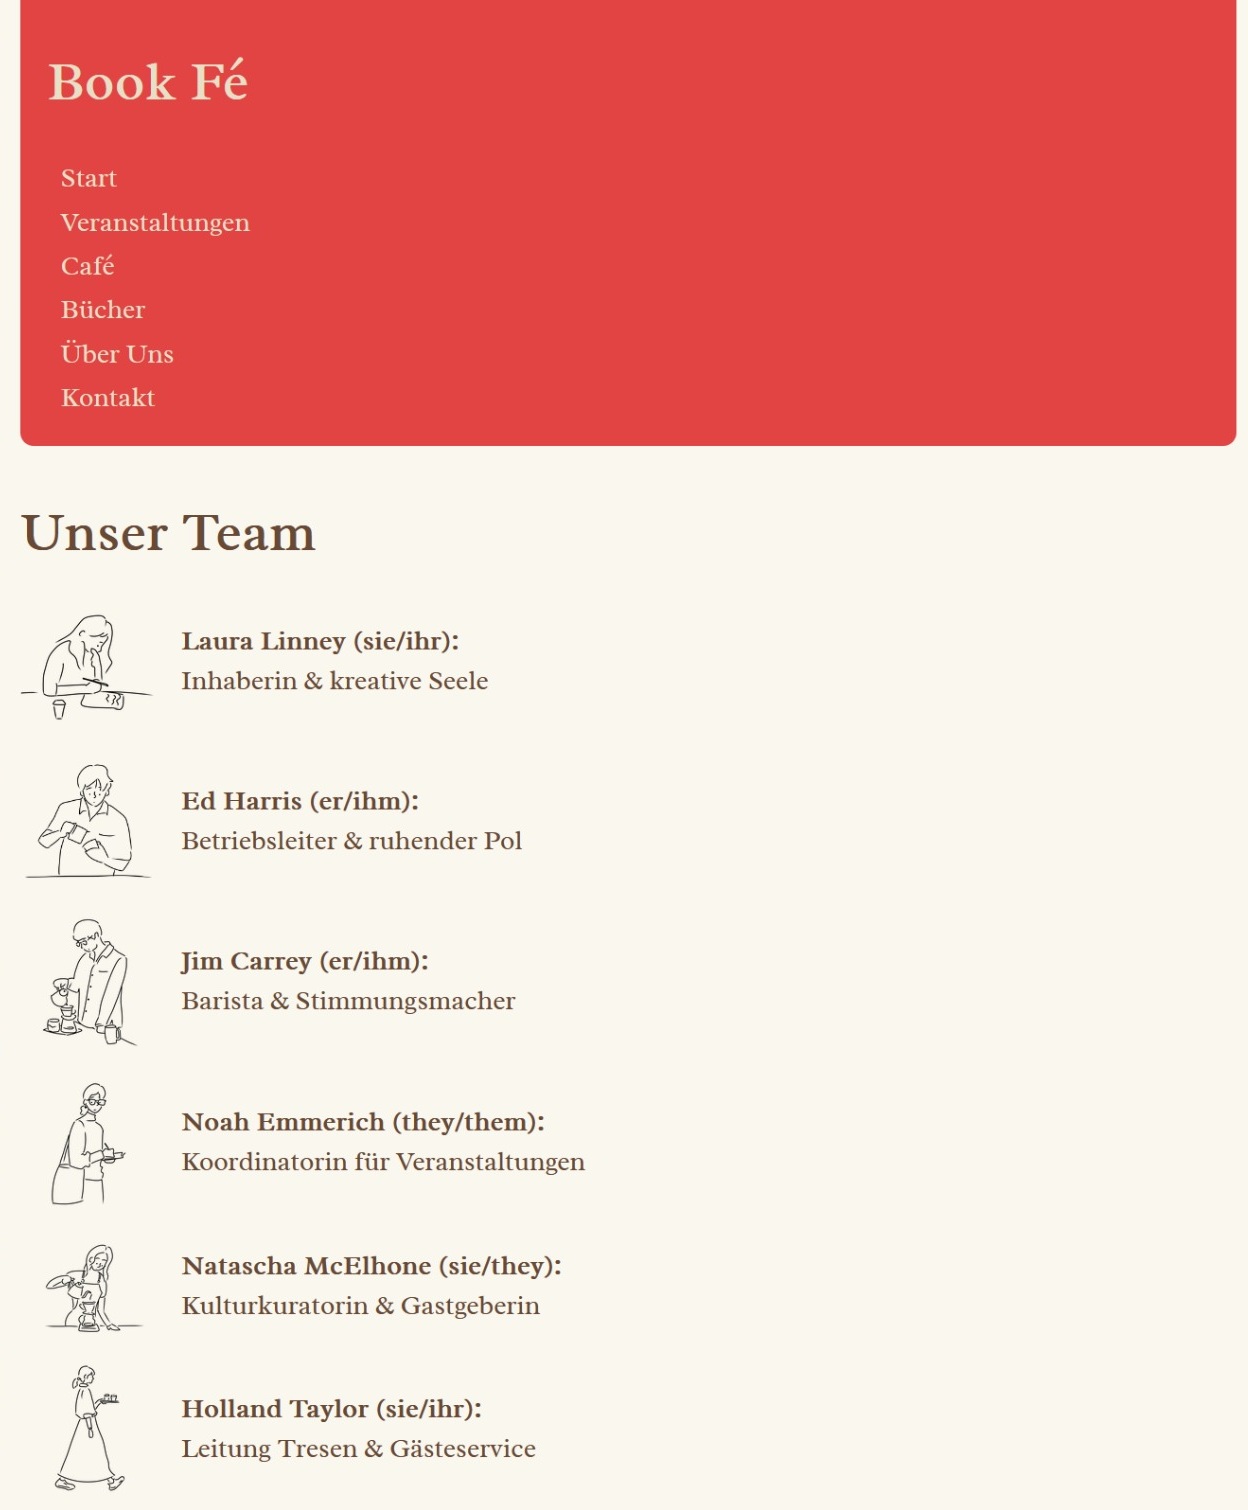 Book Fé
Start
Veranstaltungen
Café
Bücher
Über Uns
Kontakt
Unser Team
Laura Linney (sie/ihr):
Inhaberin & kreative Seele
Ed Harris (er/ihm):
Betriebsleiter & ruhender Pol
Jim Carrey (er/ihm):
Barista & Stimmungsmacher
Noah Emmerich (they/them):
Koordinatorin für Veranstaltungen
Natascha McElhone (sie/they):
Kulturkuratorin & Gastgeberin
Holland Taylor (sie/ihr):
Leitung Tresen & Gästeservice